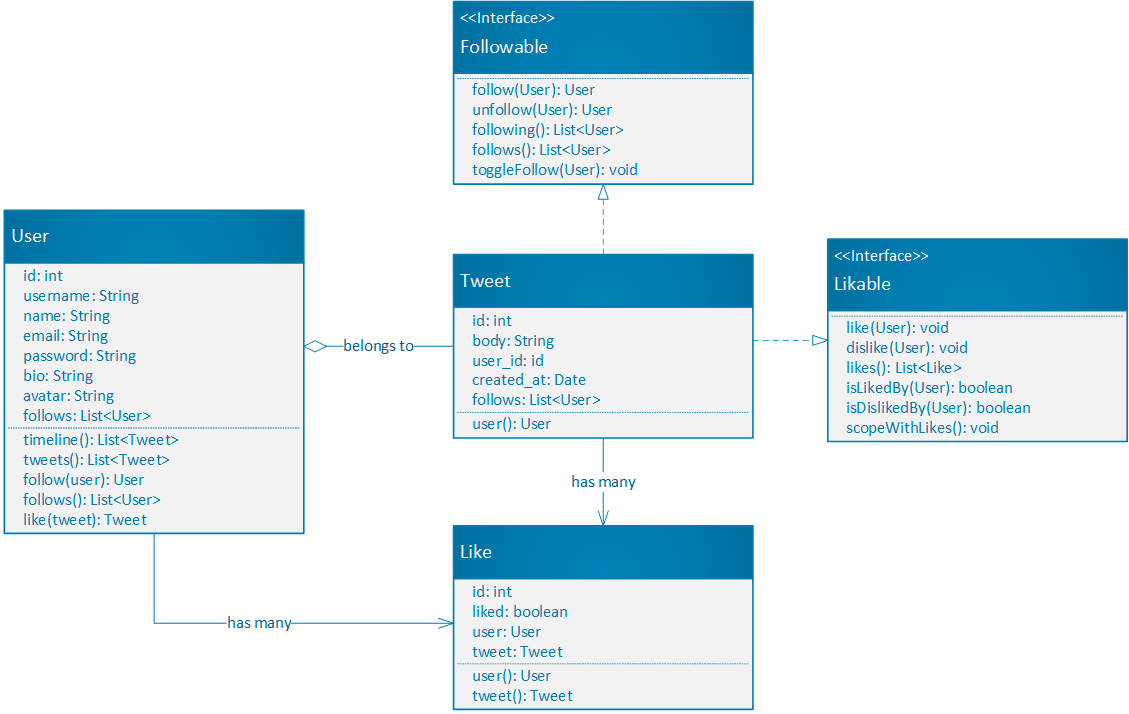 <<Interface>>
Followable
follow(User): User
unfollow(User): User
following(): List<User>
follows(): List<User>
toggleFollow(User): void
User
id: int
username: String
name: String
email: String
password: String
bio: String
avatar: String
follows: List<User>
timeline(): List<Tweet>
tweets(): List<Tweet>
follow(user): User
follows(): List<User>
like(tweet): Tweet
belongs to
Tweet
id: int
body: String
user_id: id
created_at: Date
follows: List<User>
user(): User
<<Interface>>
Likable
like(User): void
dislike(User): void
likes(): List<Like>
isLikedBy(User): boolean
isDislikedBy(User): boolean
scopeWithLikes(): void
has many
has many
Like
id: int
liked: boolean
user: User
tweet: Tweet
user(): User
tweet(): Tweet